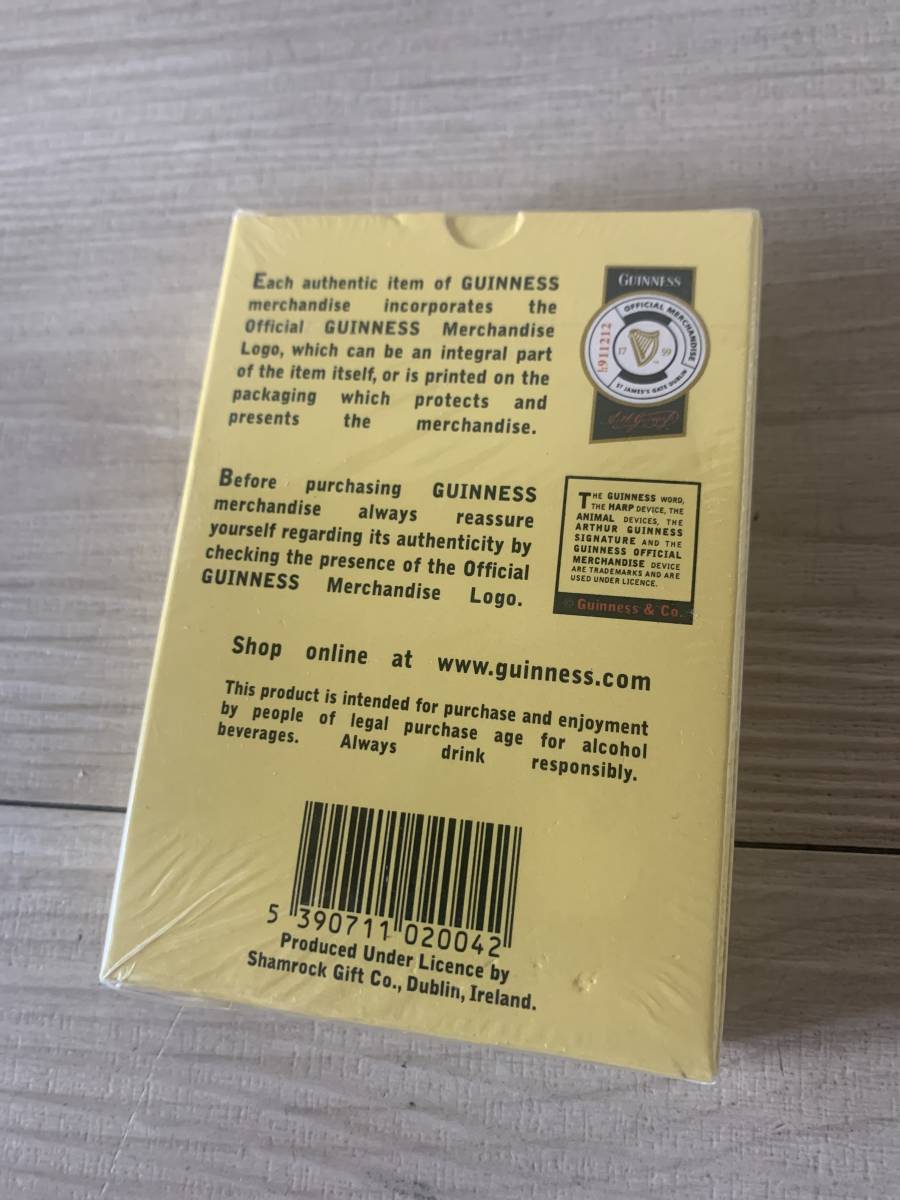 Each authentic item of GUINNESS
merchandise incorporates the
Official GUINNESS Merchandise
Logo, which can be an integral part
of the item itself, or is printed on the
packaging which protects and
presents the merchandise.
GUINNESS
OFFICIAL MERCHANDISE
17 59
ST JAMES'S GATE DUBLIN
Before purchasing GUINNESS
merchandise always reassure
yourself regarding its authenticity by
checking the presence of the Official
GUINNESS Merchandise Logo.
THE GUINNESS WORD,
THE HARP DEVICE, THE
ANIMAL DEVICES, THE
ARTHUR GUINNESS
SIGNATURE AND THE
GUINNESS OFFICIAL
MERCHANDISE DEVICE
ARE TRADEMARKS AND ARE
USED UNDER LICENCE.
© Guinness & Co.
Shop online at www.guinness.com
This product is intended for purchase and enjoyment
by people of legal purchase age for alcohol
beverages. Always drink responsibly.
5 390711 020042
Produced Under Licence by
Shamrock Gift Co., Dublin, Ireland.